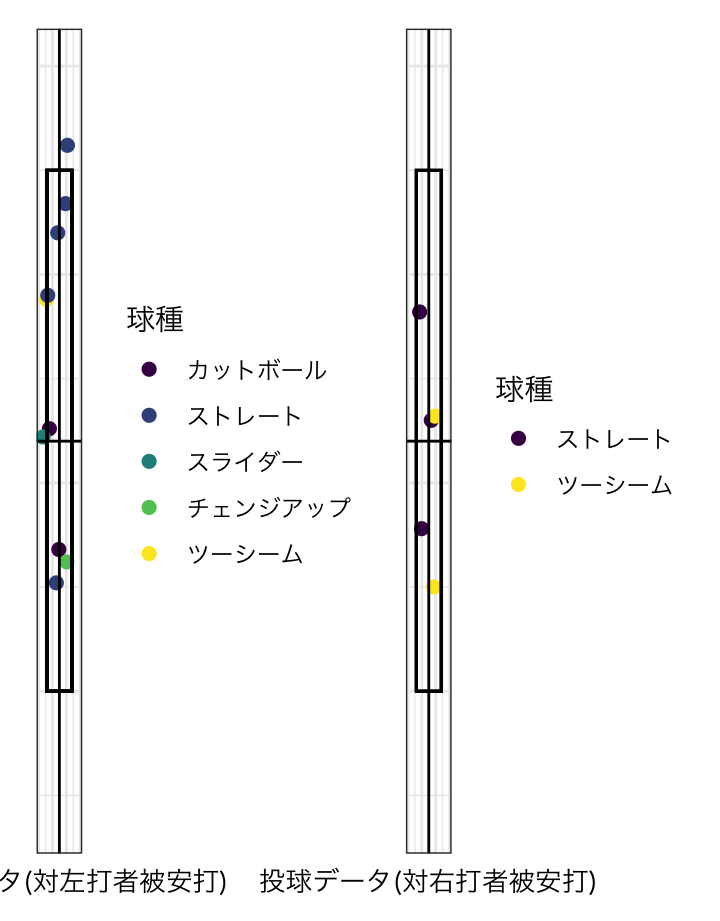 球種
カットボール
ストレート
スライダー
チェンジアップ
ツーシーム
球種
ストレート
ツーシーム
タ(対左打者被安打)
投球データ(対右打者被安打)